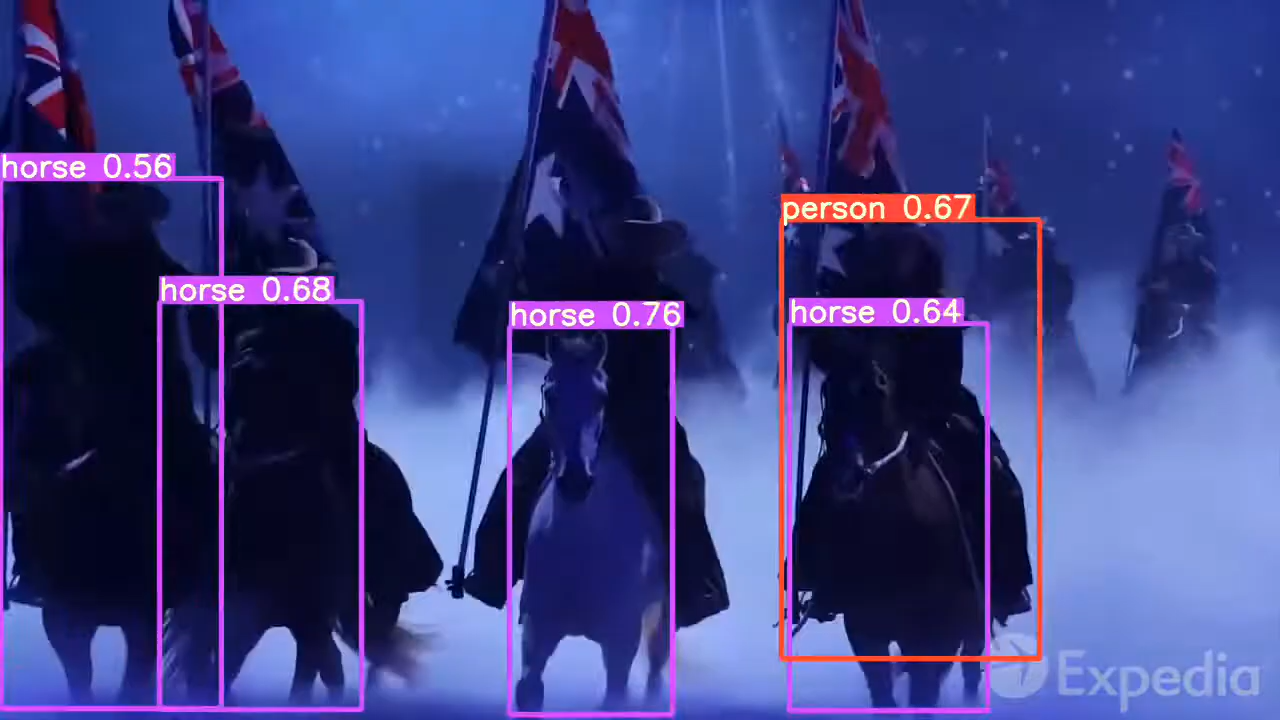 horse 0.56
person 0.67
horse 0.68
horse 0.76
horse 0.64
Expedia